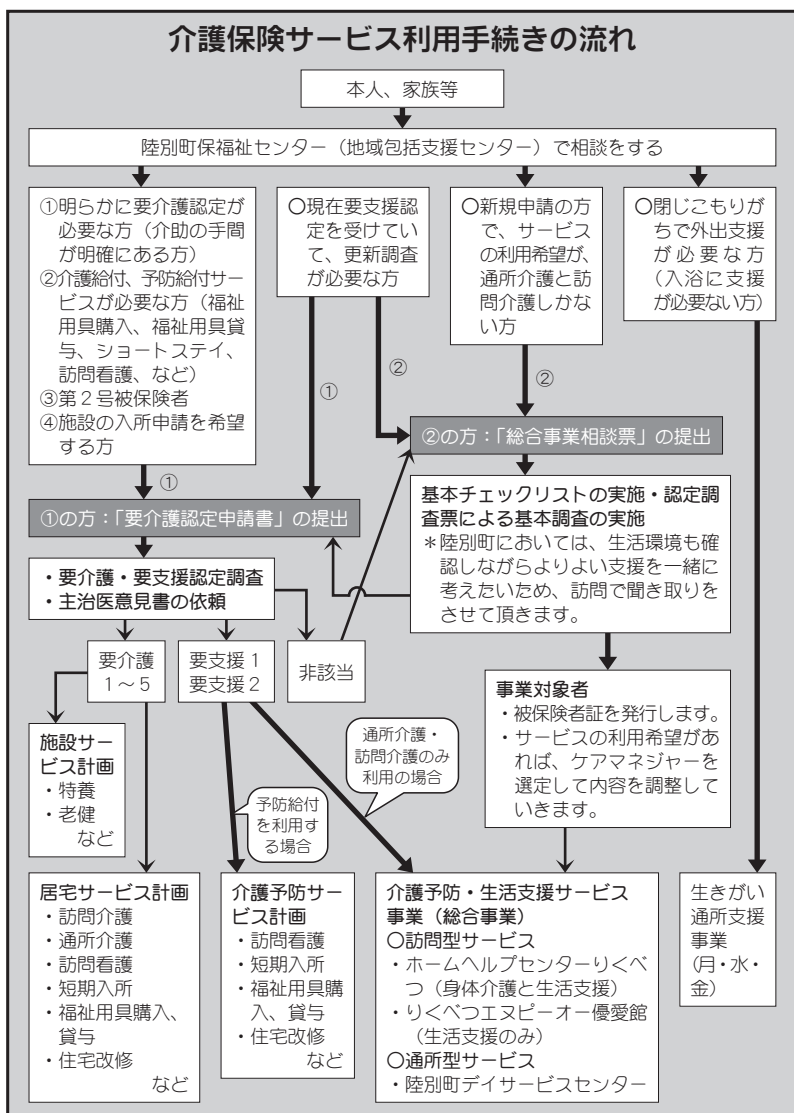 介護保険サービス利用手続きの流れ
本人、家族等
陸別町保福祉センター（地域包括支援センター）で相談をする
①明らかに要介護認定が
必要な方（介助の手間
が明確にある方）
②介護給付、予防給付サー
ビスが必要な方（福祉
用具購入、福祉用具貸
与、ショートステイ、
訪問看護、など）
③第２号被保険者
④施設の入所申請を希望
する方
〇現在要支援認
定を受けてい
て、更新調査
が必要な方
〇新規申請の方
で、サービス
の利用希望が、
通所介護と訪
問介護しかな
い方
〇閉じこもりが
ちで外出支援
が必要な方
（入浴に支援
が必要ない方）
①
②
②
①
②の方：「総合事業相談票」の提出
①の方：「要介護認定申請書」の提出
基本チェックリストの実施・認定調
査票による基本調査の実施
＊陸別町においては、生活環境も確
認しながらよりよい支援を一緒に
考えたいため、訪問で聞き取りを
させて頂きます。
・要介護・要支援認定調査
・主治医意見書の依頼
要介護
１～５
要支援１
要支援２
非該当
事業対象者
・被保険者証を発行します。
・サービスの利用希望があ
れば、ケアマネジャーを
選定して内容を調整して
いきます。
施設サー
ビス計画
・特養
・老健
など
通所介護・
訪問介護のみ
利用の場合
予防給付
を利用す
る場合
居宅サービス計画
・訪問介護
・通所介護
・訪問看護
・短期入所
・福祉用具購入、
貸与
・住宅改修
など
介護予防サー
ビス計画
・訪問看護
・短期入所
・福祉用具購
入、貸与
・住宅改修
など
介護予防・生活支援サービス
事業（総合事業）
〇訪問型サービス
・ホームヘルプセンターりくべ
つ（身体介護と生活支援）
・りくべつエヌピーオー優愛館
（生活支援のみ）
〇通所型サービス
・陸別町デイサービスセンター
生きがい
通所支援
事業
（月・水・
金）